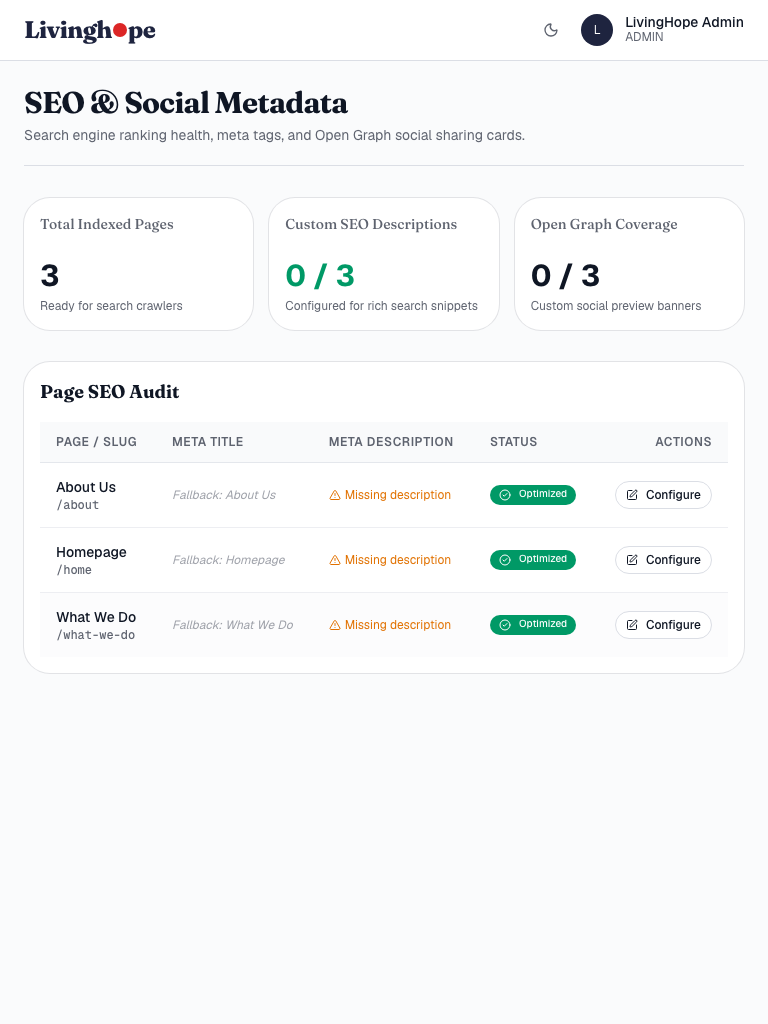 Livinghope
L
LivingHope Admin
ADMIN
SEO & Social Metadata
Search engine ranking health, meta tags, and Open Graph social sharing cards.
Total Indexed Pages
3
Ready for search crawlers
Custom SEO Descriptions
0 / 3
Configured for rich search snippets
Open Graph Coverage
0 / 3
Custom social preview banners
Page SEO Audit
PAGE / SLUG META TITLE META DESCRIPTION STATUS ACTIONS
About Us
/about
Fallback: About Us
Missing description
Optimized
Configure
Homepage
/home
Fallback: Homepage
Missing description
Optimized
Configure
What We Do
/what-we-do
Fallback: What We Do
Missing description
Optimized
Configure